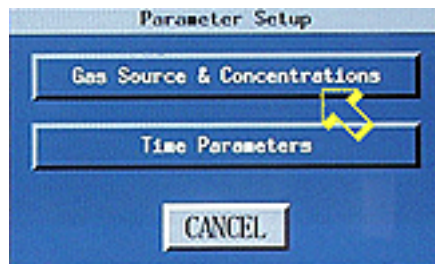 Parameter Setup
Gas Source & Concentrations
Time Parameters
CANCEL